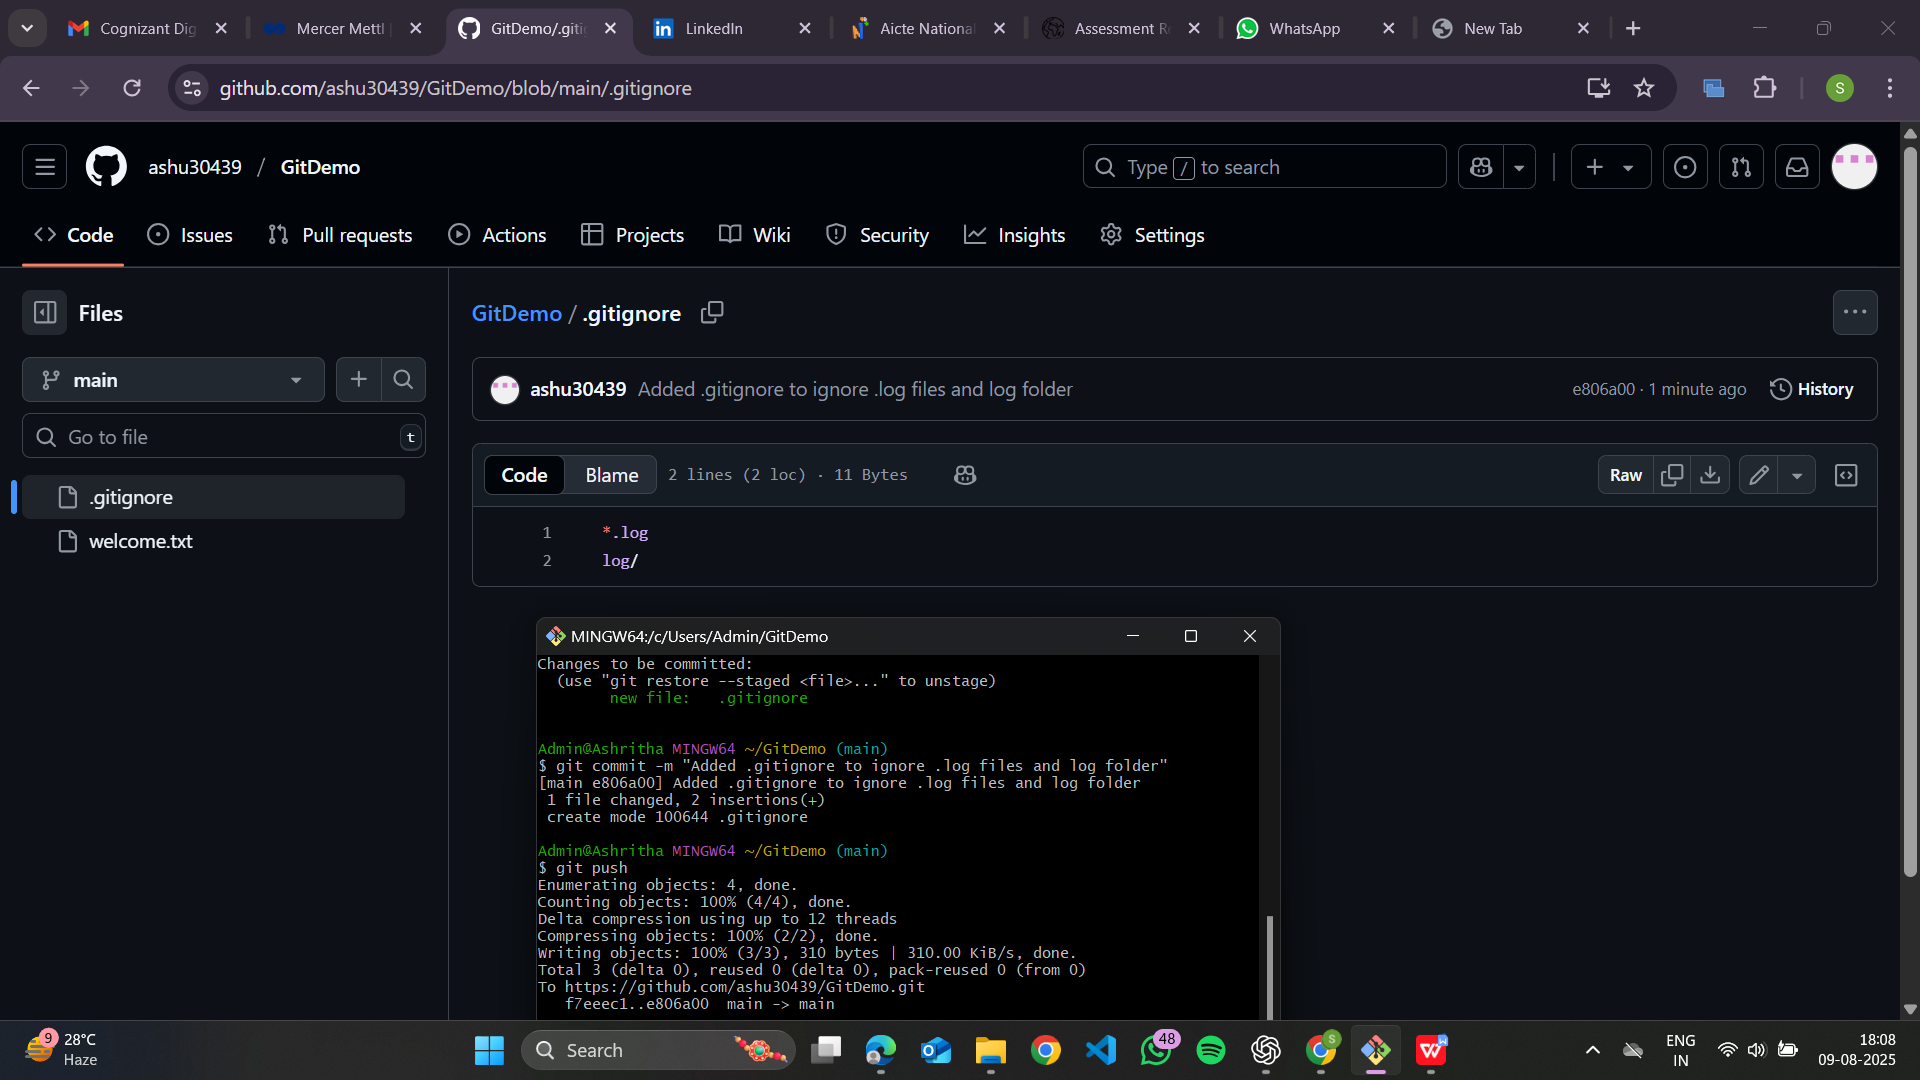 Cognizant Dig
Mercer Mettl |
GitDemo/.giti
LinkedIn
Aicte National
Assessment Re
WhatsApp
New Tab
github.com/ashu30439/GitDemo/blob/main/.gitignore
S
ashu30439 / GitDemo
Type / to search
Code
Issues
Pull requests
Actions
Projects
Wiki
Security
Insights
Settings
Files
main
Go to file
t
.gitignore
welcome.txt
GitDemo / .gitignore
ashu30439 Added .gitignore to ignore .log files and log folder
e806a00 · 1 minute ago
History
Code
Blame
2 lines (2 loc) · 11 Bytes
Raw
1 *.log
2 log/
MINGW64:/c/Users/Admin/GitDemo
Changes to be committed:
(use "git restore --staged <file>..." to unstage)
new file:   .gitignore
Admin@Ashritha MINGW64 ~/GitDemo (main)
$ git commit -m "Added .gitignore to ignore .log files and log folder"
[main e806a00] Added .gitignore to ignore .log files and log folder
1 file changed, 2 insertions(+)
create mode 100644 .gitignore
Admin@Ashritha MINGW64 ~/GitDemo (main)
$ git push
Enumerating objects: 4, done.
Counting objects: 100% (4/4), done.
Delta compression using up to 12 threads
Compressing objects: 100% (2/2), done.
Writing objects: 100% (3/3), 310 bytes | 310.00 KiB/s, done.
Total 3 (delta 0), reused 0 (delta 0), pack-reused 0 (from 0)
To https://github.com/ashu30439/GitDemo.git
f7eeec1..e806a00  main -> main
9
28°C
Haze
Search
48
S
ENG
IN
18:08
09-08-2025